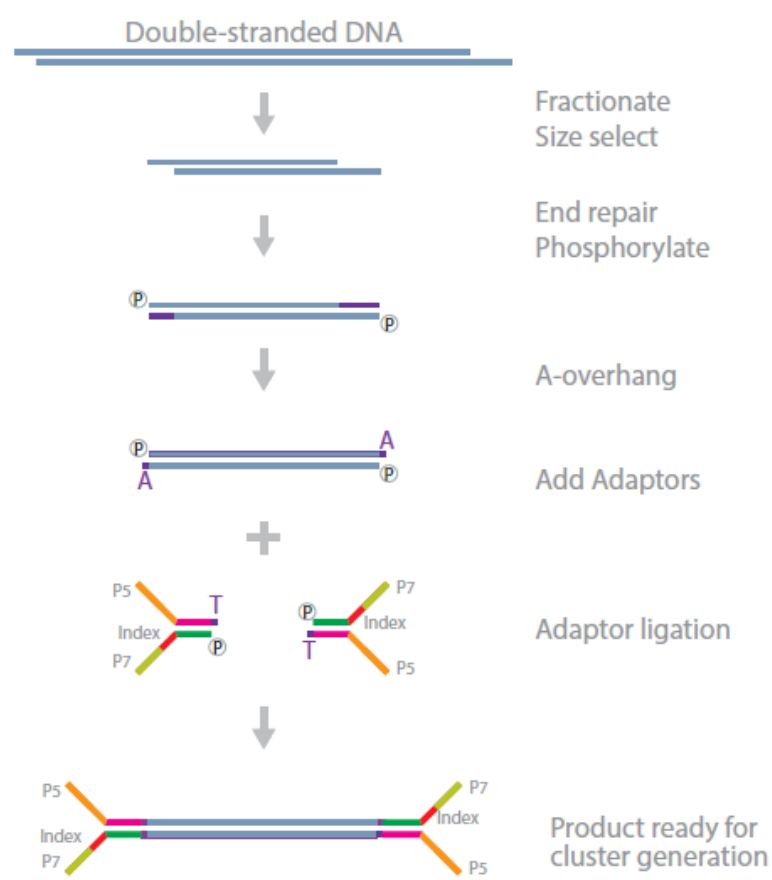 Double-stranded DNA
Fractionate
Size select
End repair
Phosphorylate
P
P
A-overhang
P
A
A
P
Add Adaptors
P5
T
Index
P
P7
P
P7
Index
T
P5
Adaptor ligation
P5
Index
P7
P7
Index
P5
Product ready for
cluster generation